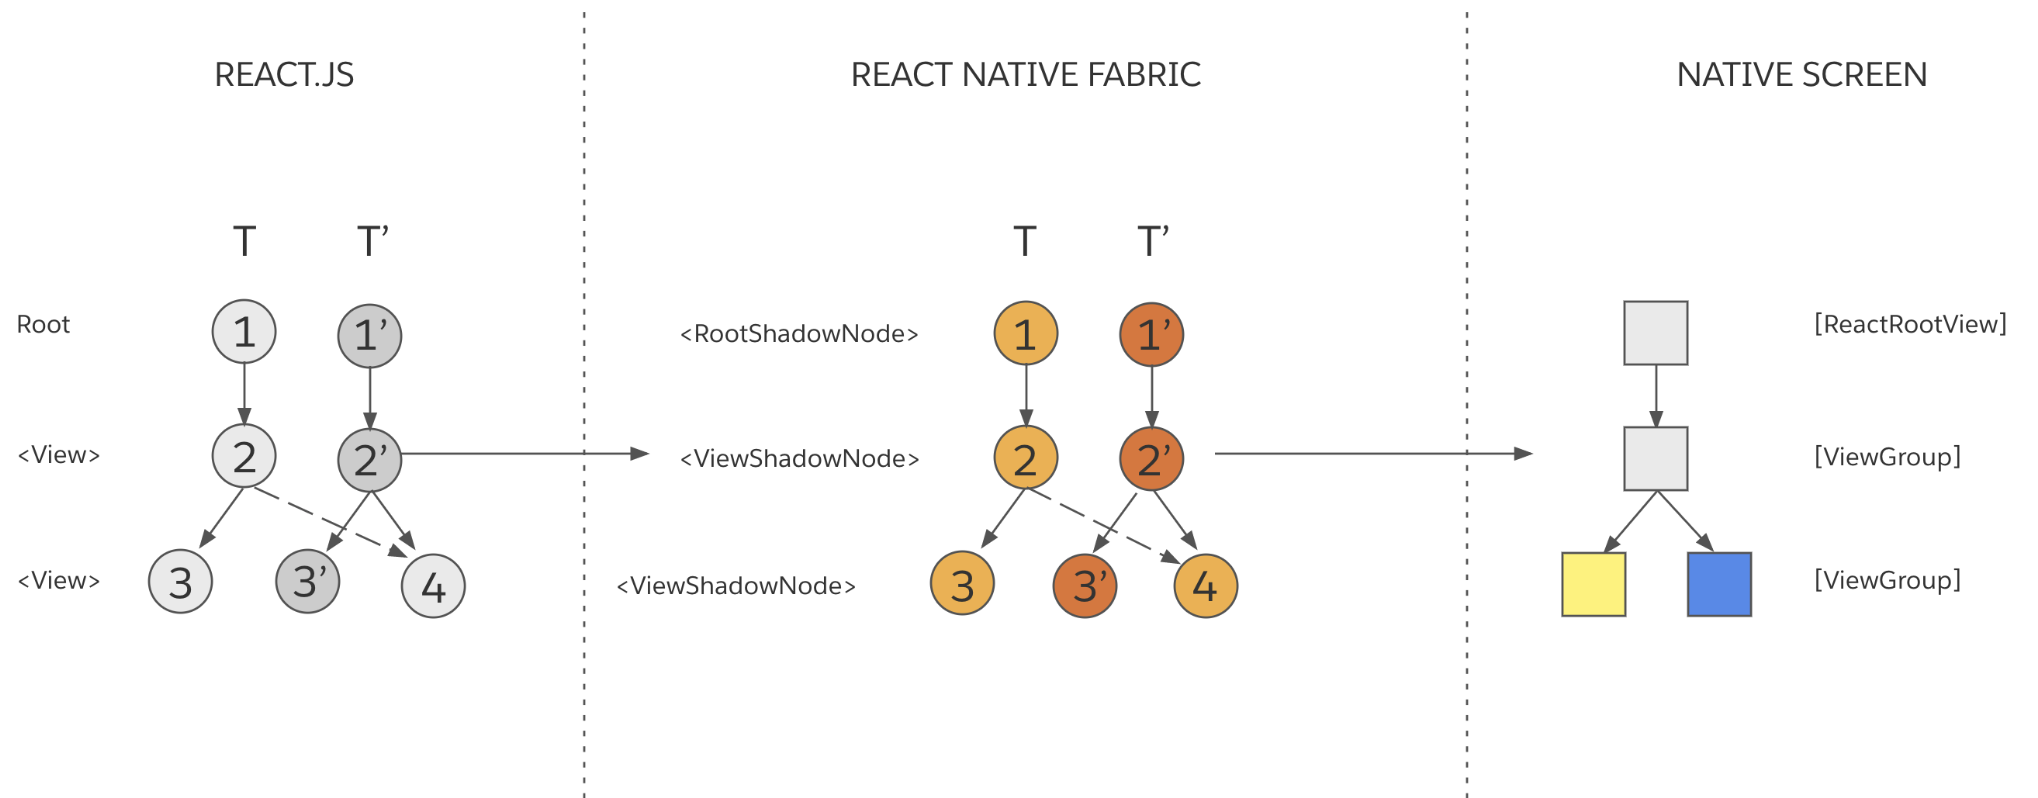 REACT.JS
REACT NATIVE FABRIC
NATIVE SCREEN
T T’
T T’
Root
1 1’
<RootShadowNode>
1 1’
[ReactRootView]
<View>
2 2’
<ViewShadowNode>
2 2’
[ViewGroup]
<View>
3 3’ 4
<ViewShadowNode>
3 3’ 4
[ViewGroup]